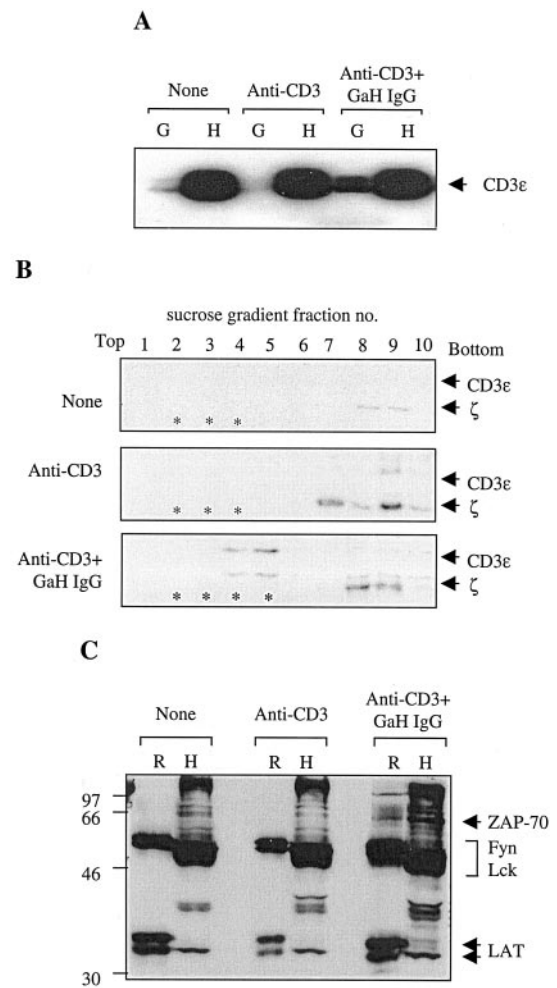 A
None Anti-CD3 Anti-CD3+
GaH IgG
G H G H G H
CD3ε
B
sucrose gradient fraction no.
Top 1 2 3 4 5 6 7 8 9 10 Bottom
None
CD3ε
ζ
* * *
Anti-CD3
CD3ε
ζ
* * *
Anti-CD3+
GaH IgG
CD3ε
ζ
* * * *
C
None Anti-CD3 Anti-CD3+
GaH IgG
R H R H R H
97
66
ZAP-70
Fyn
46
Lck
LAT
30